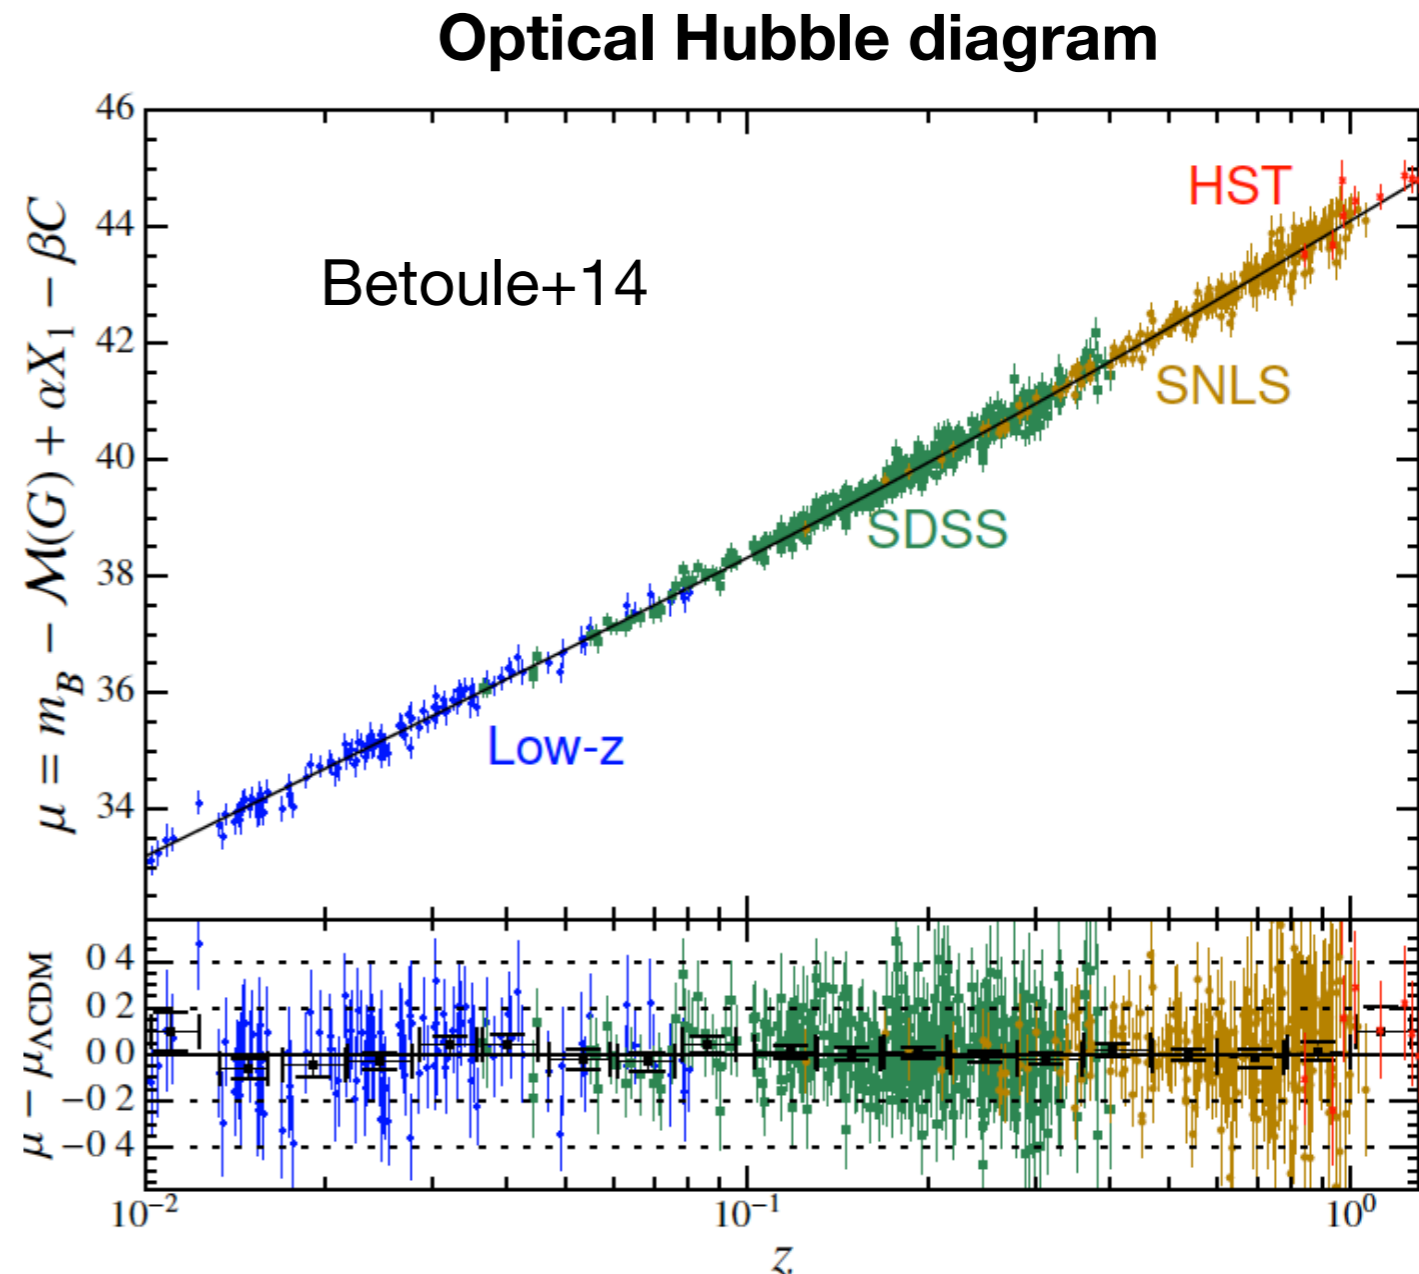 Optical Hubble diagram
46
44
42
40
38
36
34
μ = m_B − M(G) + αX_1 − βC
Betoule+14
HST
SNLS
SDSS
Low-z
0 4
0 2
0 0
−0 2
−0 4
μ − μ_ΛCDM
10^−2
10^−1
10^0
z